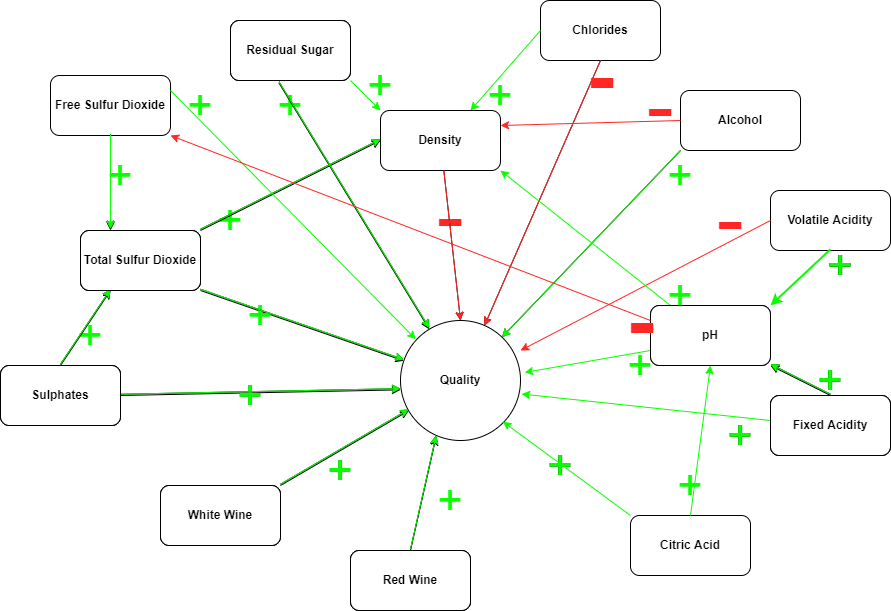 Chlorides
Residual Sugar
Free Sulfur Dioxide
Alcohol
Density
Volatile Acidity
Total Sulfur Dioxide
pH
Quality
Sulphates
Fixed Acidity
White Wine
Citric Acid
Red Wine